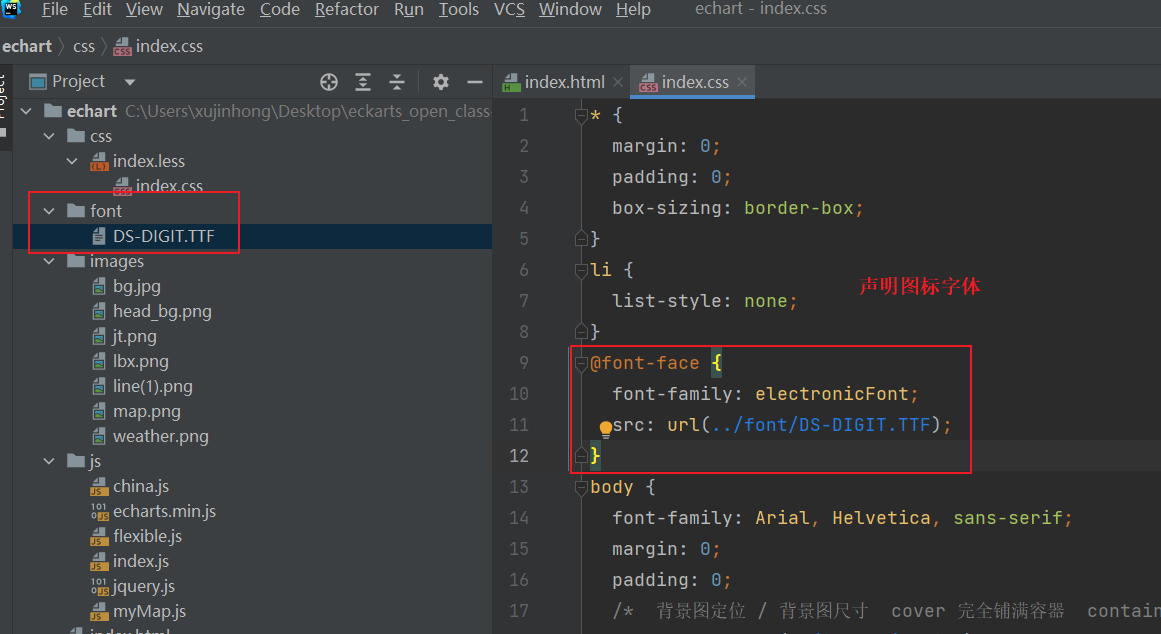 WS File Edit View Navigate Code Refactor Run Tools VCS Window Help echart - index.css
echart css index.css
Project
Project index.html index.css
echart C:\Users\xujinhong\Desktop\eckarts_open_class
css
index.less
index.css
font
DS-DIGIT.TTF
images
bg.jpg
head_bg.png
jt.png
lbx.png
line(1).png
map.png
weather.png
js
china.js
echarts.min.js
flexible.js
index.js
jquery.js
myMap.js
index.html
1 * {
2 margin: 0;
3 padding: 0;
4 box-sizing: border-box;
5 }
6 li {
7 list-style: none;
8 }
9 @font-face {
10 font-family: electronicFont;
11 src: url(../font/DS-DIGIT.TTF);
12 }
13 body {
14 font-family: Arial, Helvetica, sans-serif;
15 margin: 0;
16 padding: 0;
17 /* 背景图定位 / 背景图尺寸 cover 完全铺满容器 contain
声明图标字体